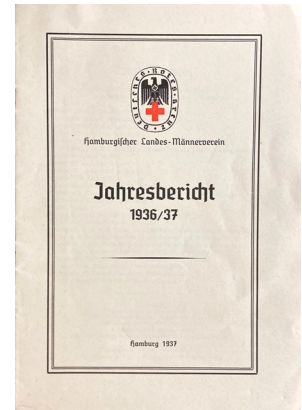 Deutsches Rotes Kreuz
Hamburgischer Landes-Männerverein
Jahresbericht
1936/37
Hamburg 1937